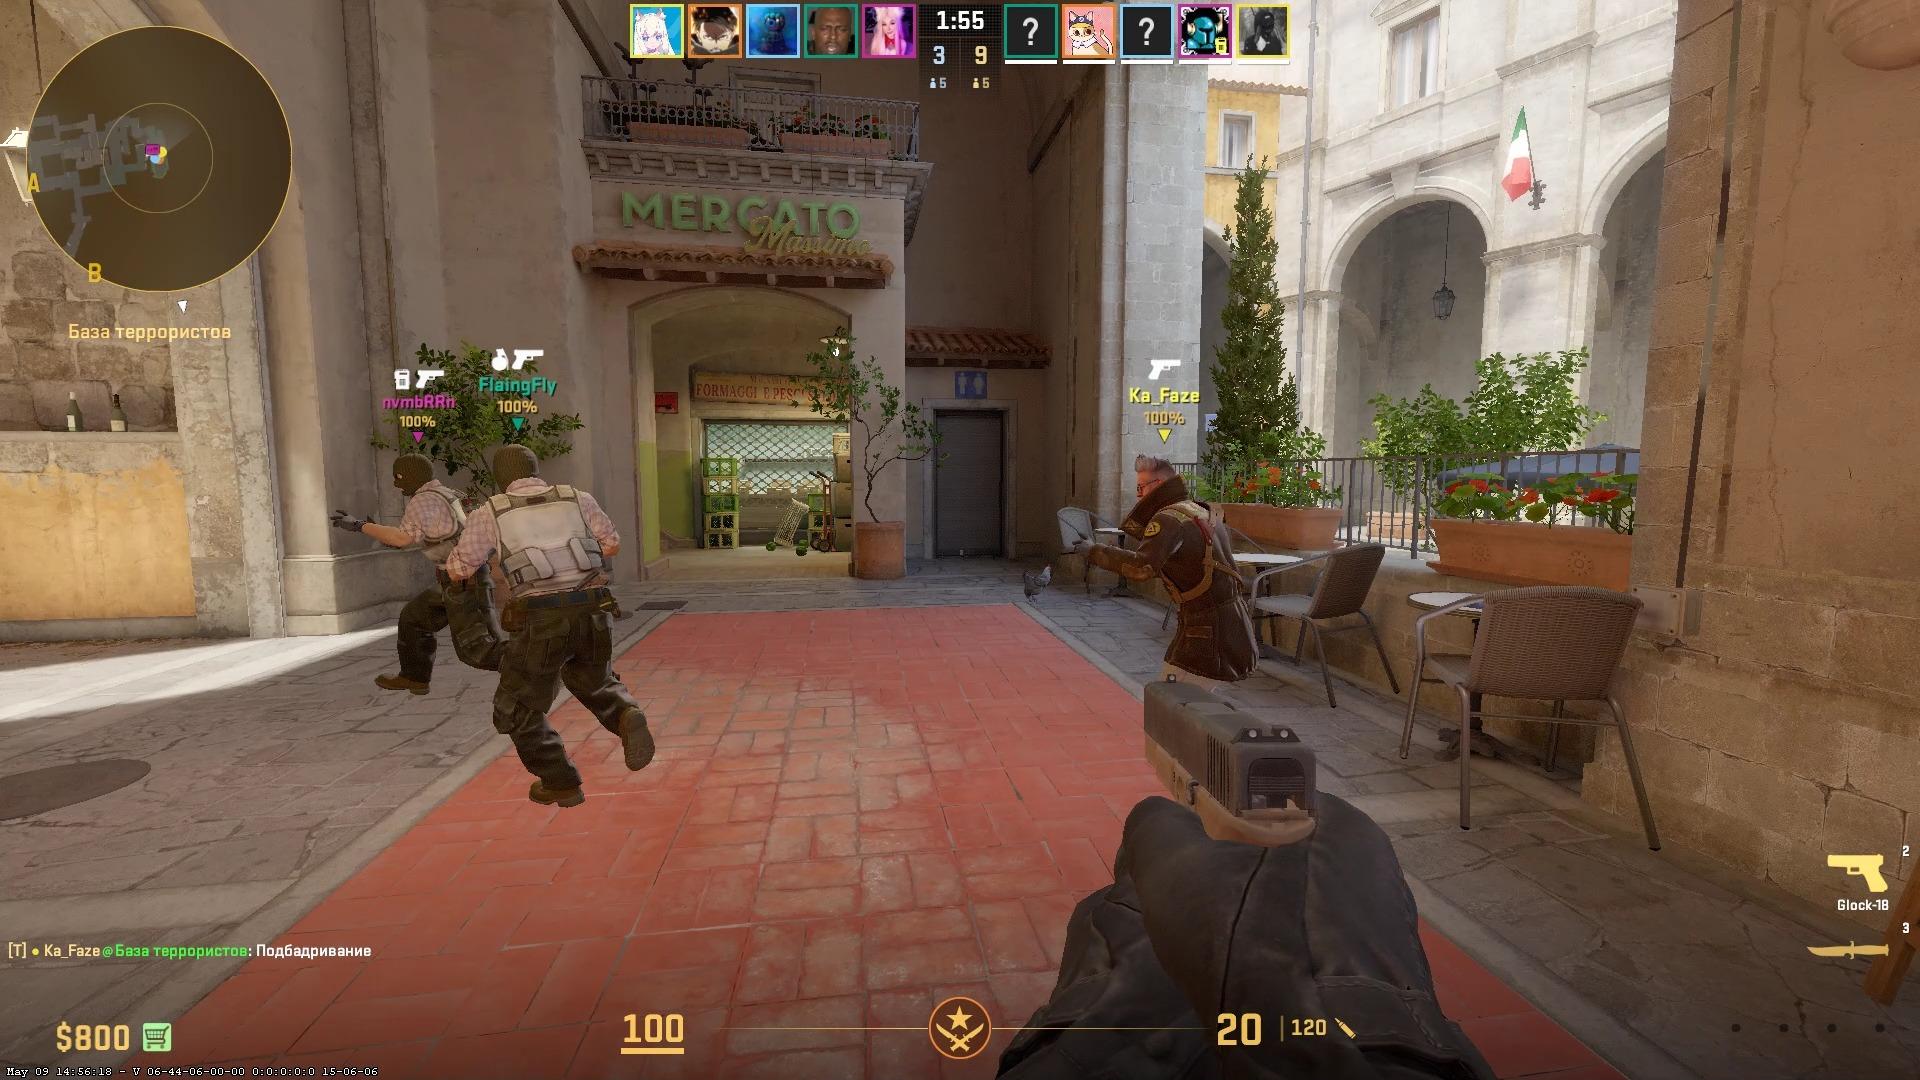 1:55
3 9
5 5
? ?
A
B
База террористов
MERCATO
Massimo
FORMAGGI E PESCE
nvmbRRn
100%
FlaingFly
100%
Ka_Faze
100%
2
Glock-18
3
[T] ● Ka_Faze@База террористов: Подбадривание
$800
100
20 | 120
May 09 14:56:18 - V 06-44-06-00-00 0:0:0:0:0 15-06-06